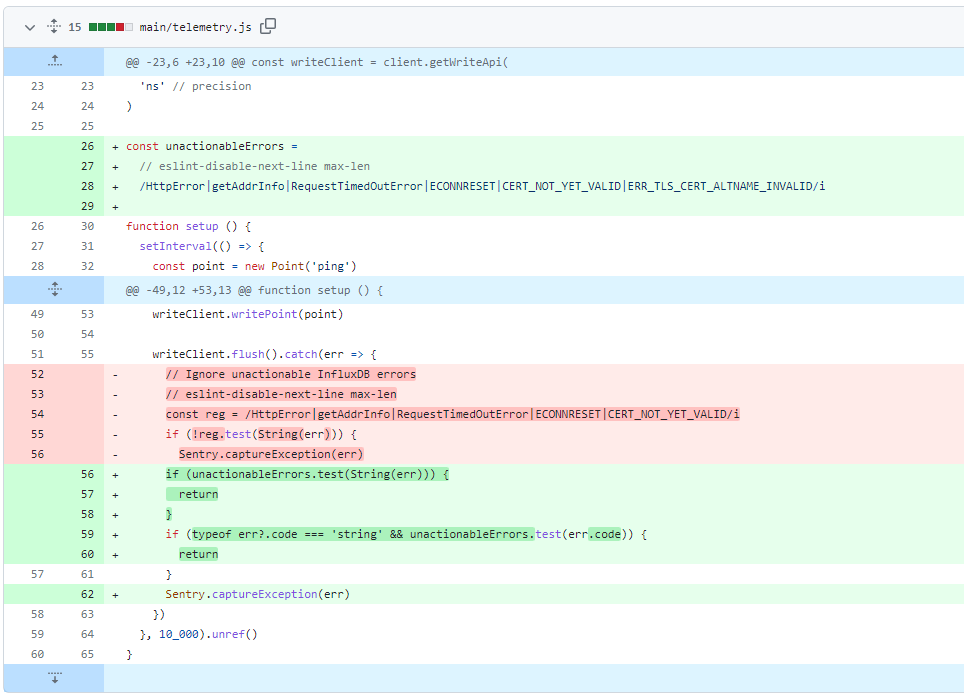 15 main/telemetry.js
@@ -23,6 +23,10 @@ const writeClient = client.getWriteApi(
23 23 'ns' // precision
24 24 )
25 25
26 + const unactionableErrors =
27 + // eslint-disable-next-line max-len
28 + /HttpError|getAddrInfo|RequestTimedOutError|ECONNRESET|CERT_NOT_YET_VALID|ERR_TLS_CERT_ALTNAME_INVALID/i
29 +
26 30 function setup () {
27 31 setInterval(() => {
28 32 const point = new Point('ping')
@@ -49,12 +53,13 @@ function setup () {
49 53 writeClient.writePoint(point)
50 54
51 55 writeClient.flush().catch(err => {
52 - // Ignore unactionable InfluxDB errors
53 - // eslint-disable-next-line max-len
54 - const reg = /HttpError|getAddrInfo|RequestTimedOutError|ECONNRESET|CERT_NOT_YET_VALID/i
55 - if (!reg.test(String(err))) {
56 - Sentry.captureException(err)
56 + if (unactionableErrors.test(String(err))) {
57 + return
58 + }
59 + if (typeof err?.code === 'string' && unactionableErrors.test(err.code)) {
60 + return
57 61 }
62 + Sentry.captureException(err)
58 63 })
59 64 }, 10_000).unref()
60 65 }